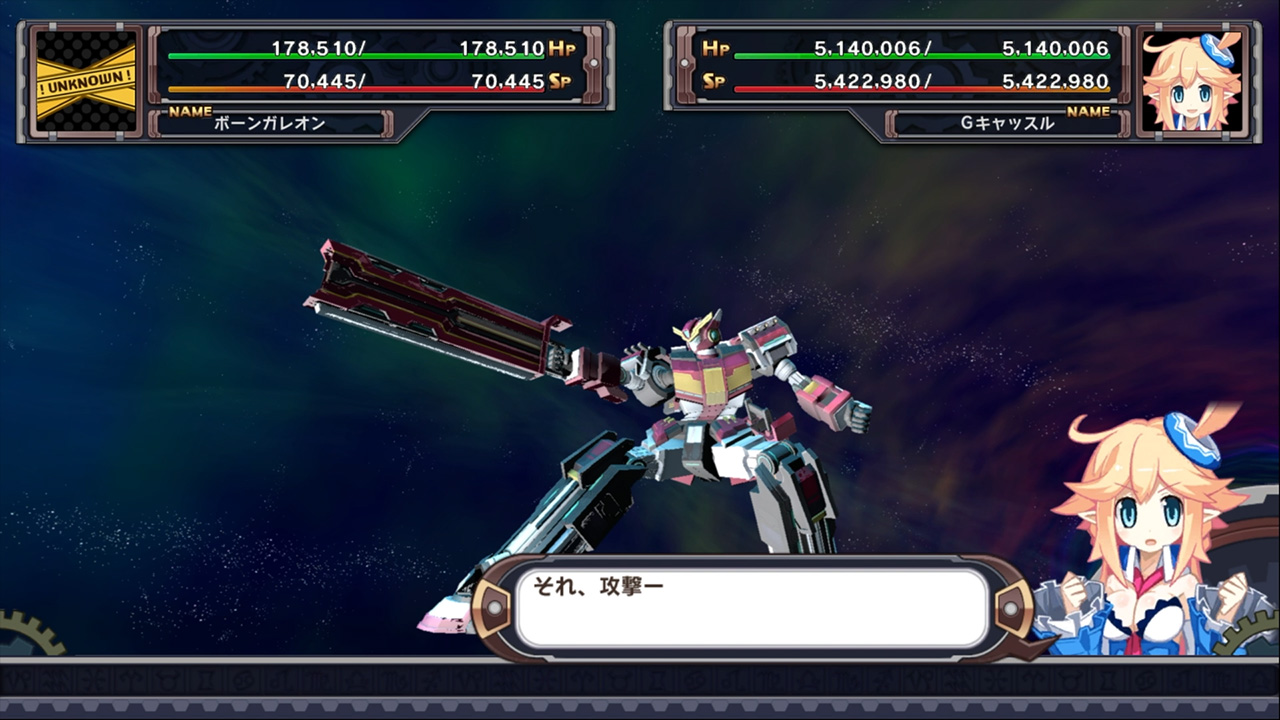 ! UNKNOWN !
178,510/ 178,510 HP
70,445/ 70,445 SP
NAME
ボーンガレオン
HP 5,140,006/ 5,140,006
SP 5,422,980/ 5,422,980
NAME
Gキャッスル
それ、攻撃ー